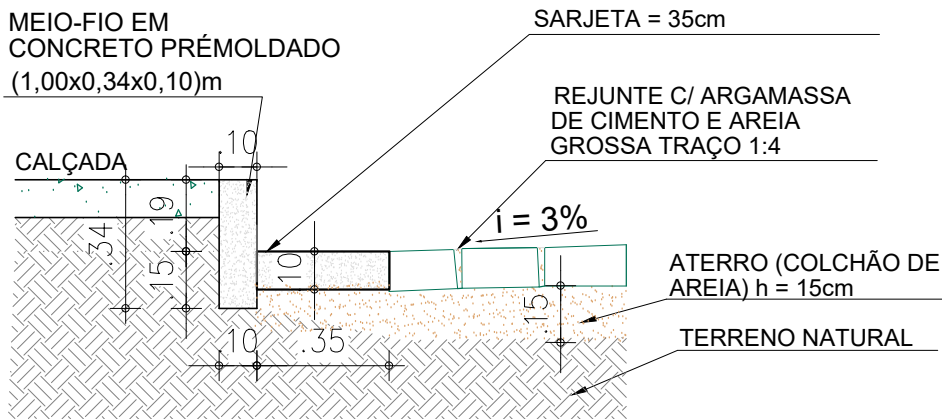 MEIO-FIO EM
CONCRETO PRÉMOLDADO
(1,00x0,34x0,10)m
SARJETA = 35cm
REJUNTE C/ ARGAMASSA
DE CIMENTO E AREIA
GROSSA TRAÇO 1:4
.10
CALÇADA
.19
.34
.15
i = 3%
.10
ATERRO (COLCHÃO DE
AREIA) h = 15cm
.15
TERRENO NATURAL
.10
.35